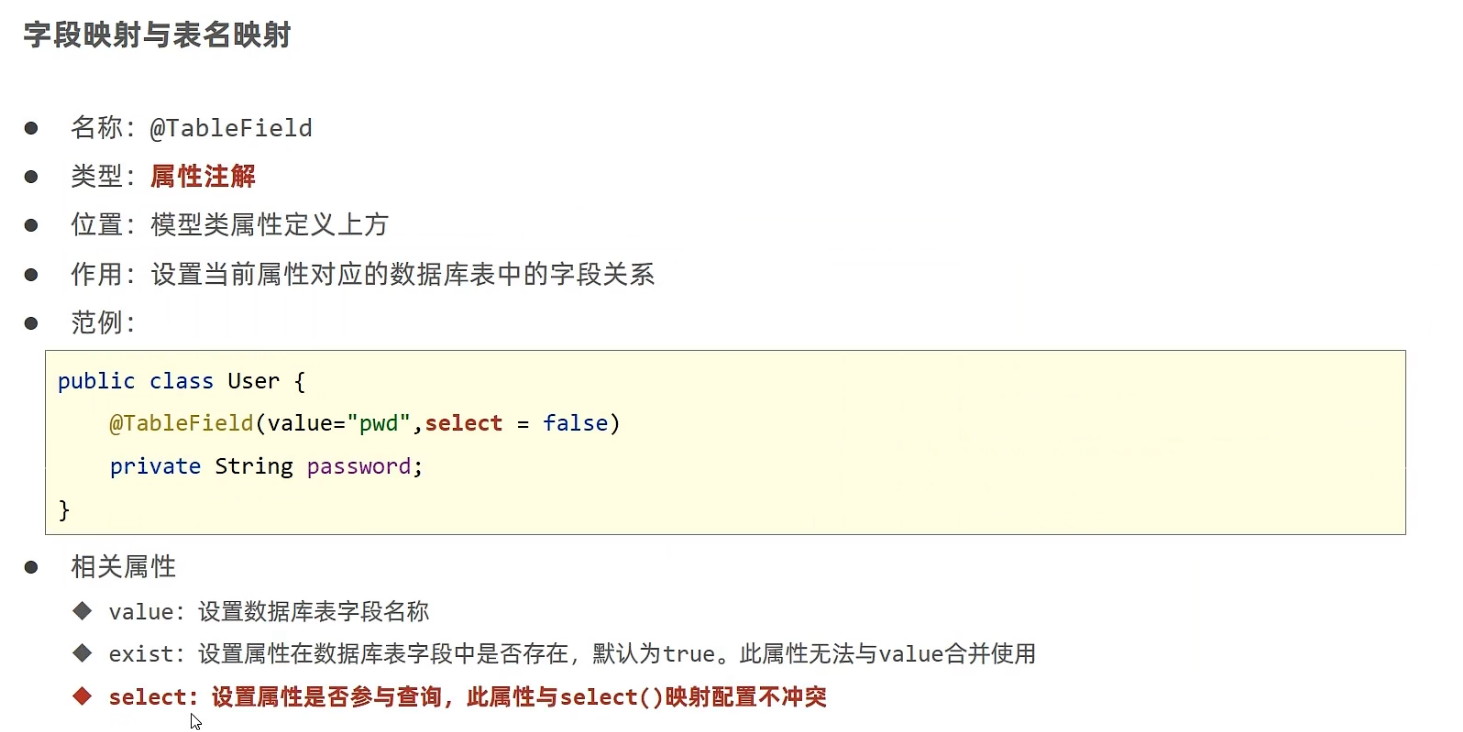 字段映射与表名映射
● 名称：@TableField
● 类型：属性注解
● 位置：模型类属性定义上方
● 作用：设置当前属性对应的数据库表中的字段关系
● 范例：
public class User {
    @TableField(value="pwd",select = false)
    private String password;
}
● 相关属性
◆ value：设置数据库表字段名称
◆ exist：设置属性在数据库表字段中是否存在，默认为true。此属性无法与value合并使用
◆ select：设置属性是否参与查询，此属性与select()映射配置不冲突